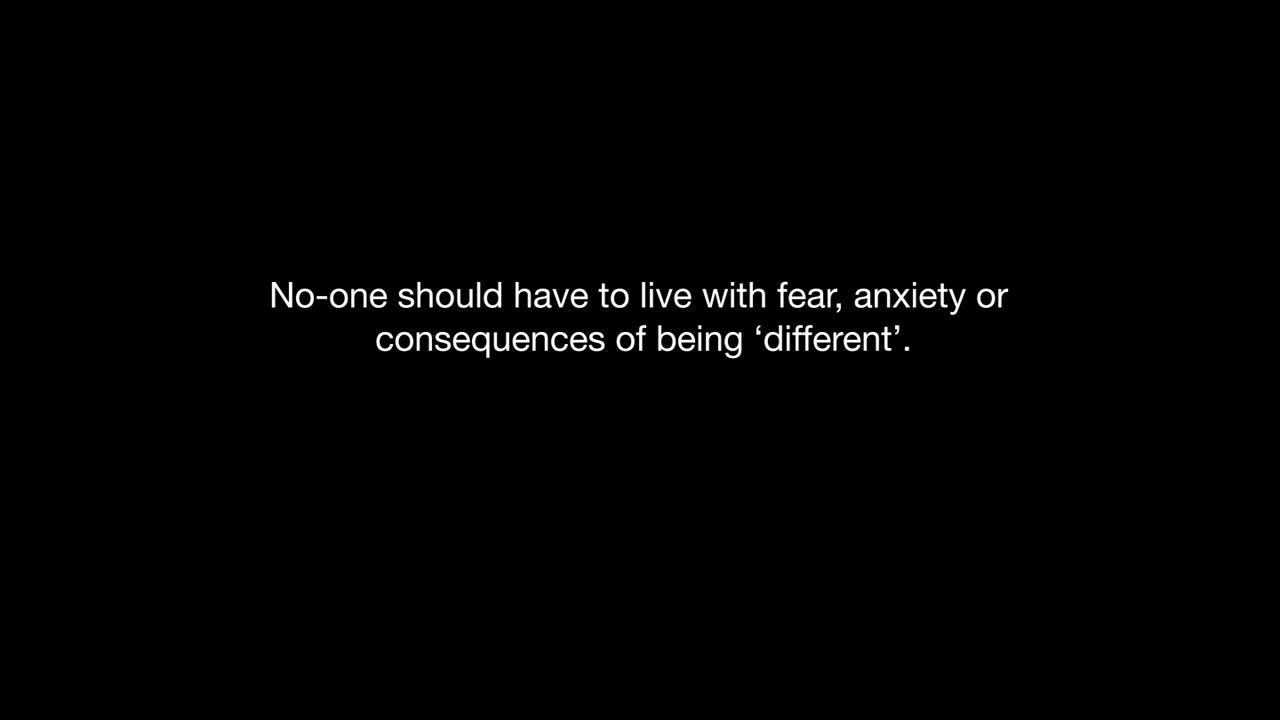 No-one should have to live with fear, anxiety or
consequences of being ‘different’.